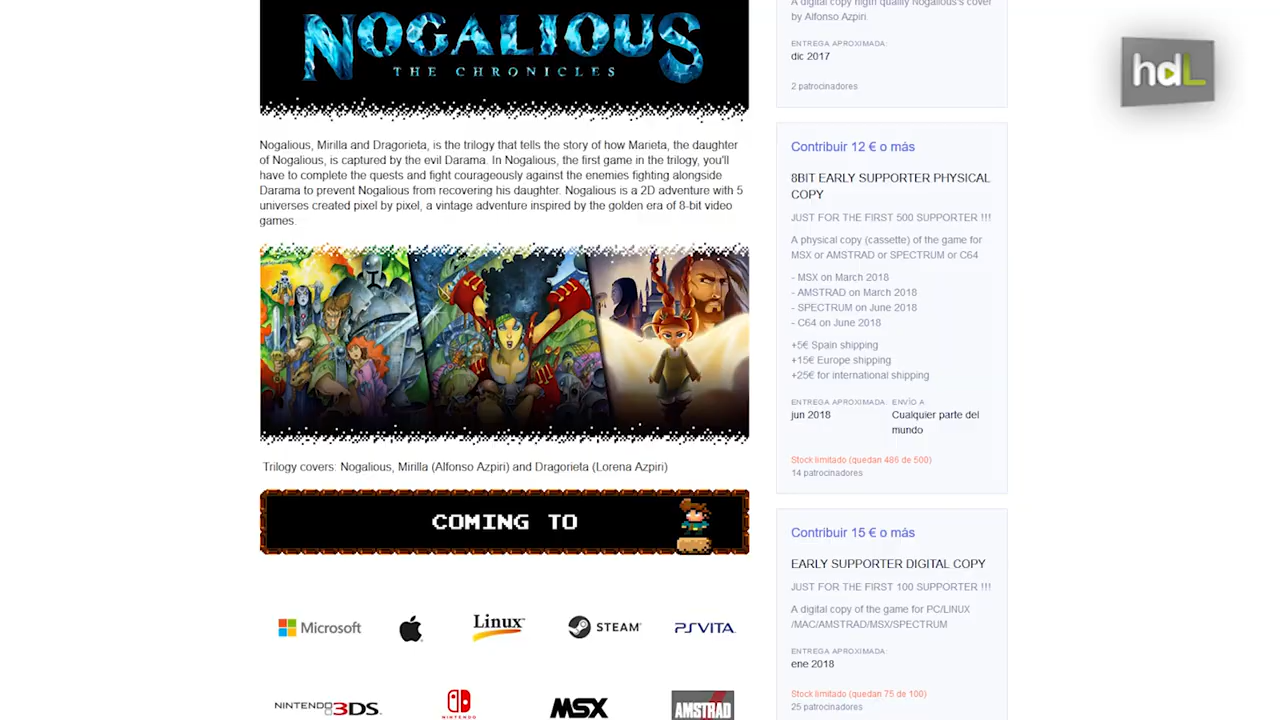 NOGALIOUS
THE CHRONICLES
Nogalious, Mirilla and Dragorieta, is the trilogy that tells the story of how Marieta, the daughter
of Nogalious, is captured by the evil Darama. In Nogalious, the first game in the trilogy, you'll
have to complete the quests and fight courageously against the enemies fighting alongside
Darama to prevent Nogalious from recovering his daughter. Nogalious is a 2D adventure with 5
universes created pixel by pixel, a vintage adventure inspired by the golden era of 8-bit video
games.
Trilogy covers: Nogalious, Mirilla (Alfonso Azpiri) and Dragorieta (Lorena Azpiri)
COMING TO
Microsoft
Linux
STEAM
PSVITA
NINTENDO 3DS
NINTENDO
MSX
AMSTRAD
A digital copy higth quality Nogalious's cover
by Alfonso Azpiri.
ENTREGA APROXIMADA:
dic 2017
2 patrocinadores
Contribuir 12 € o más
8BIT EARLY SUPPORTER PHYSICAL
COPY
JUST FOR THE FIRST 500 SUPPORTER !!!
A physical copy (cassette) of the game for
MSX or AMSTRAD or SPECTRUM or C64
- MSX on March 2018
- AMSTRAD on March 2018
- SPECTRUM on June 2018
- C64 on June 2018
+5€ Spain shipping
+15€ Europe shipping
+25€ for international shipping
ENTREGA APROXIMADA: ENVÍO A
jun 2018 Cualquier parte del
mundo
Stock limitado (quedan 486 de 500)
14 patrocinadores
Contribuir 15 € o más
EARLY SUPPORTER DIGITAL COPY
JUST FOR THE FIRST 100 SUPPORTER !!!
A digital copy of the game for PC/LINUX
/MAC/AMSTRAD/MSX/SPECTRUM
ENTREGA APROXIMADA:
ene 2018
Stock limitado (quedan 75 de 100)
25 patrocinadores
hdL